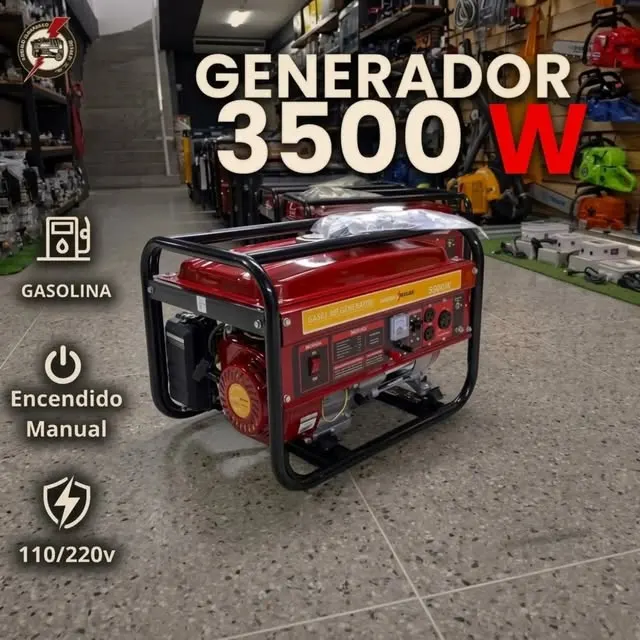 GENERADOR
3500 W
GASOLINA
Encendido
Manual
110/220v